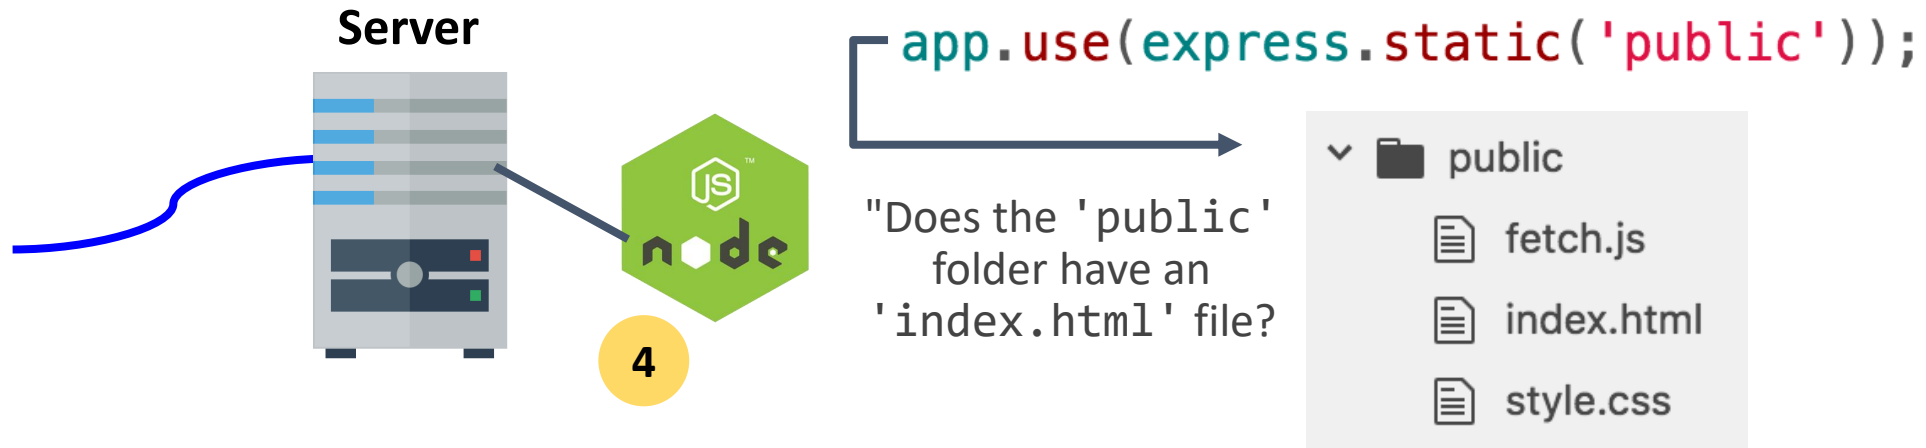 Server
app.use(express.static('public'));
JS
™
node
4
"Does the 'public'
folder have an
'index.html' file?
public
fetch.js
index.html
style.css